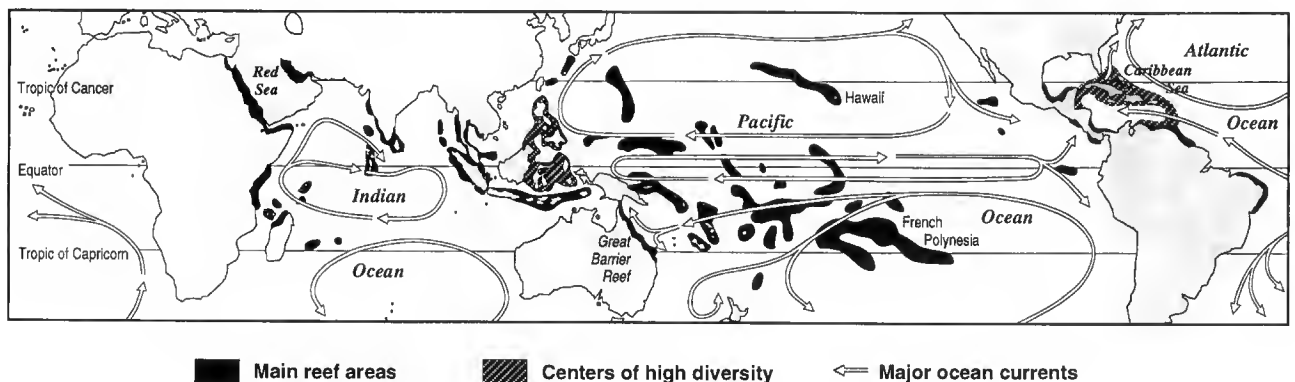 Atlantic
Red
Sea
Caribbean
Sea
Tropic of Cancer
Hawaii
Pacific
Ocean
Equator
Indian
French
Polynesia
Ocean
Great
Barrier
Reef
Tropic of Capricorn
Ocean
Main reef areas
Centers of high diversity
Major ocean currents